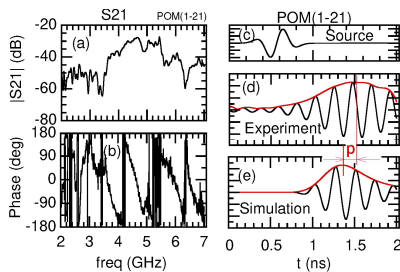 S21 POM(1-21) POM(1-21)
-20 (a) (c) Source
-40
|S21| (dB)
-60
-80
(d)
Experiment
180 (b)
90
Phase (deg)
0
p
-90 (e)
-180 Simulation
2 3 4 5 6 7 0 0.5 1 1.5 2
freq (GHz) t (ns)